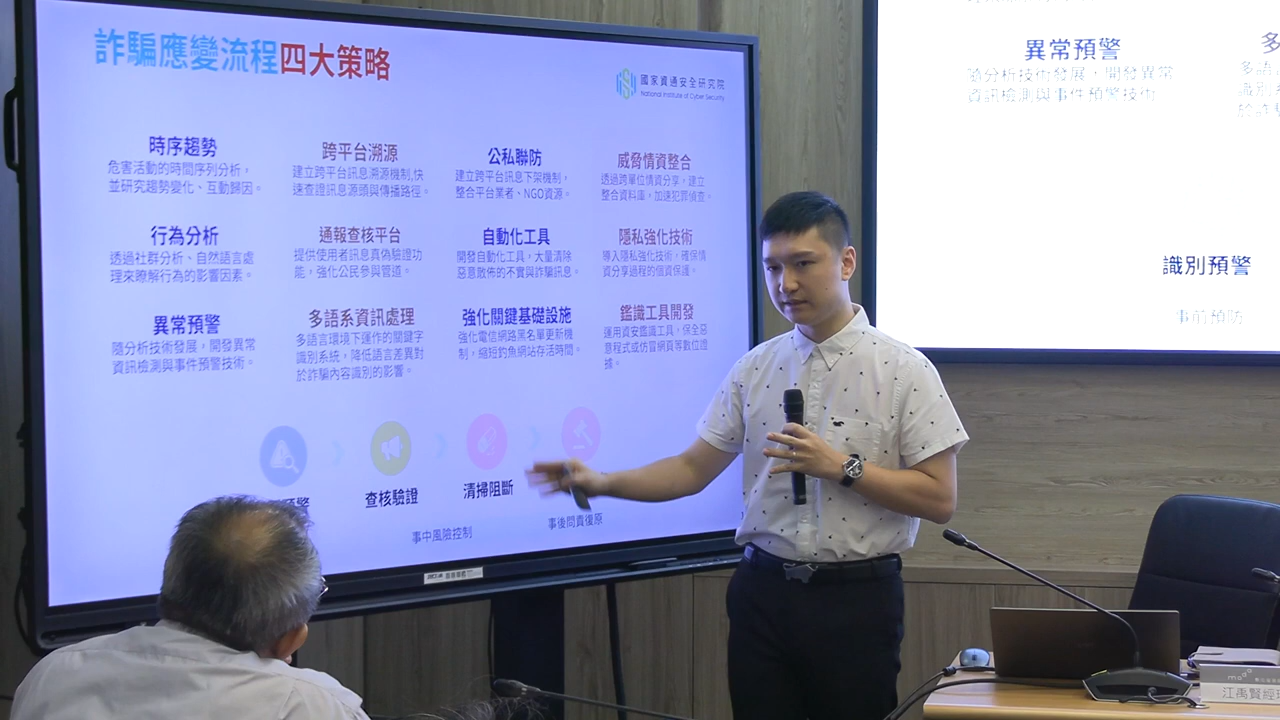 詐騙應變流程四大策略
國家資通安全研究院
National Institute of Cyber Security
時序趨勢
危害活動的時間序列分析，
並研究趨勢變化、互動歸因。
跨平台溯源
建立跨平台訊息溯源機制,快
速查證訊息源頭與傳播路徑。
公私聯防
建立跨平台訊息下架機制，
整合平台業者、NGO資源。
威脅情資整合
透過跨單位情資分享，建立
整合資料庫，加速犯罪偵查。
行為分析
透過社群分析、自然語言處
理來瞭解行為的影響因素。
通報查核平台
提供使用者訊息真偽驗證功
能，強化公民參與管道。
自動化工具
開發自動化工具，大量清除
惡意散佈的不實與詐騙訊息。
隱私強化技術
導入隱私強化技術，確保情
資分享過程的個資保護。
異常預警
隨分析技術發展，開發異常
資訊檢測與事件預警技術。
多語系資訊處理
多語言環境下運作的關鍵字
識別系統，降低語言差異對
於詐騙內容識別的影響。
強化關鍵基礎設施
強化電信網路黑名單更新機
制，縮短釣魚網站存活時間。
鑑識工具開發
運用資安鑑識工具，保全惡
意程式或仿冒網頁等數位證
據。
預警
查核驗證
清掃阻斷
事中風險控制
事後問責復原
異常預警
隨分析技術發展，開發異常
資訊檢測與事件預警技術
多
多語
識別
於詐
識別預警
事前預防
moda
江禹賢經理